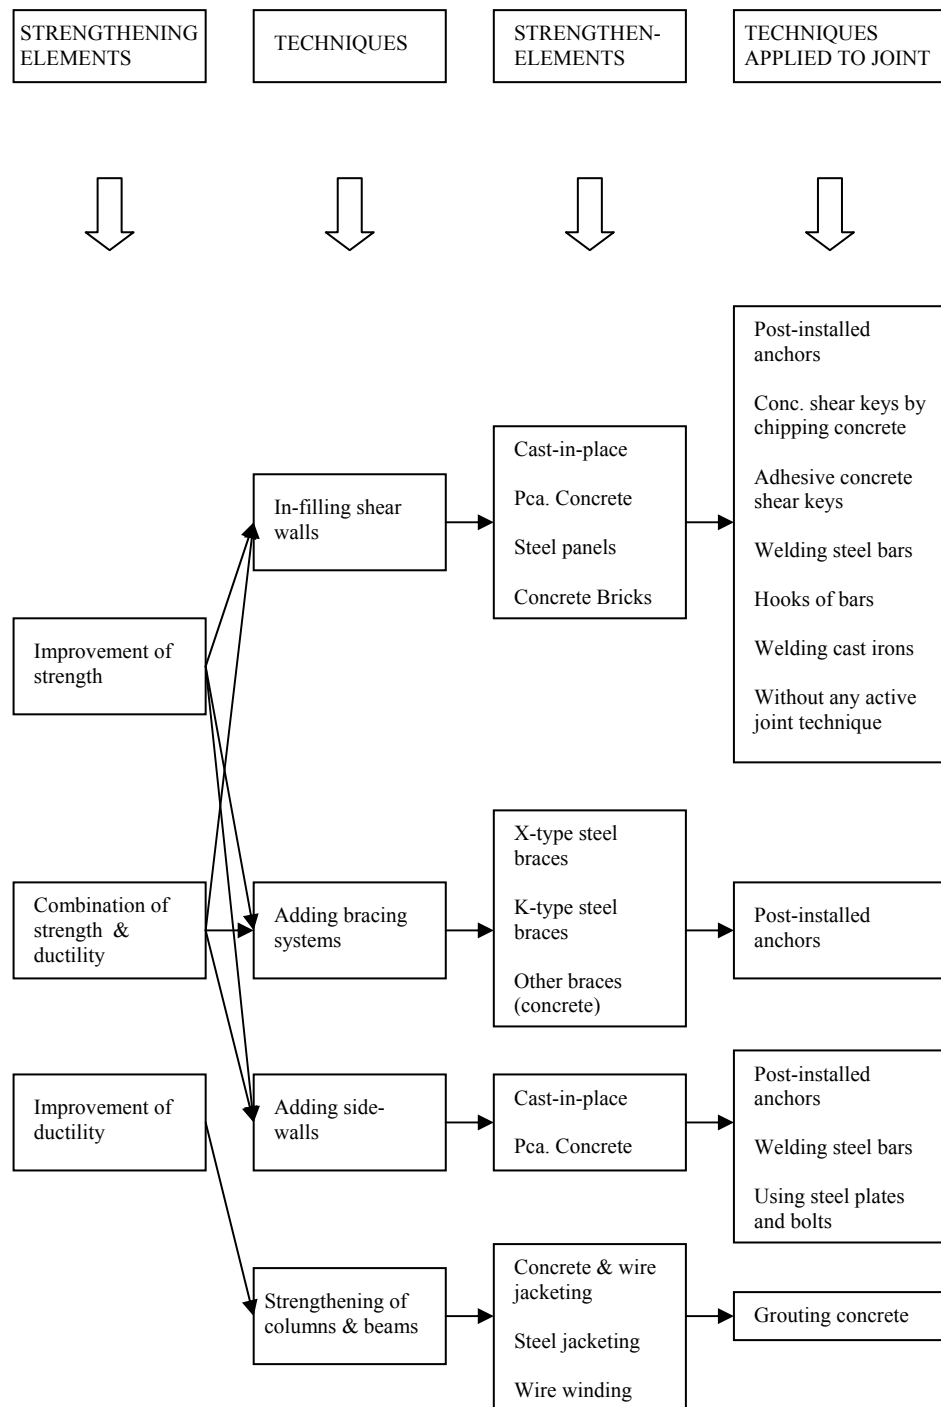 STRENGTHENING
ELEMENTS
TECHNIQUES
STRENGTHEN-
ELEMENTS
TECHNIQUES
APPLIED TO JOINT
Post-installed
anchors
Conc. shear keys by
chipping concrete
Adhesive concrete
shear keys
Welding steel bars
Hooks of bars
Welding cast irons
Without any active
joint technique
Cast-in-place
Pca. Concrete
Steel panels
Concrete Bricks
In-filling shear
walls
Improvement of
strength
X-type steel
braces
K-type steel
braces
Other braces
(concrete)
Combination of
strength &
ductility
Adding bracing
systems
Post-installed
anchors
Improvement of
ductility
Adding side-
walls
Cast-in-place
Pca. Concrete
Post-installed
anchors
Welding steel bars
Using steel plates
and bolts
Strengthening of
columns & beams
Concrete & wire
jacketing
Steel jacketing
Wire winding
Grouting concrete